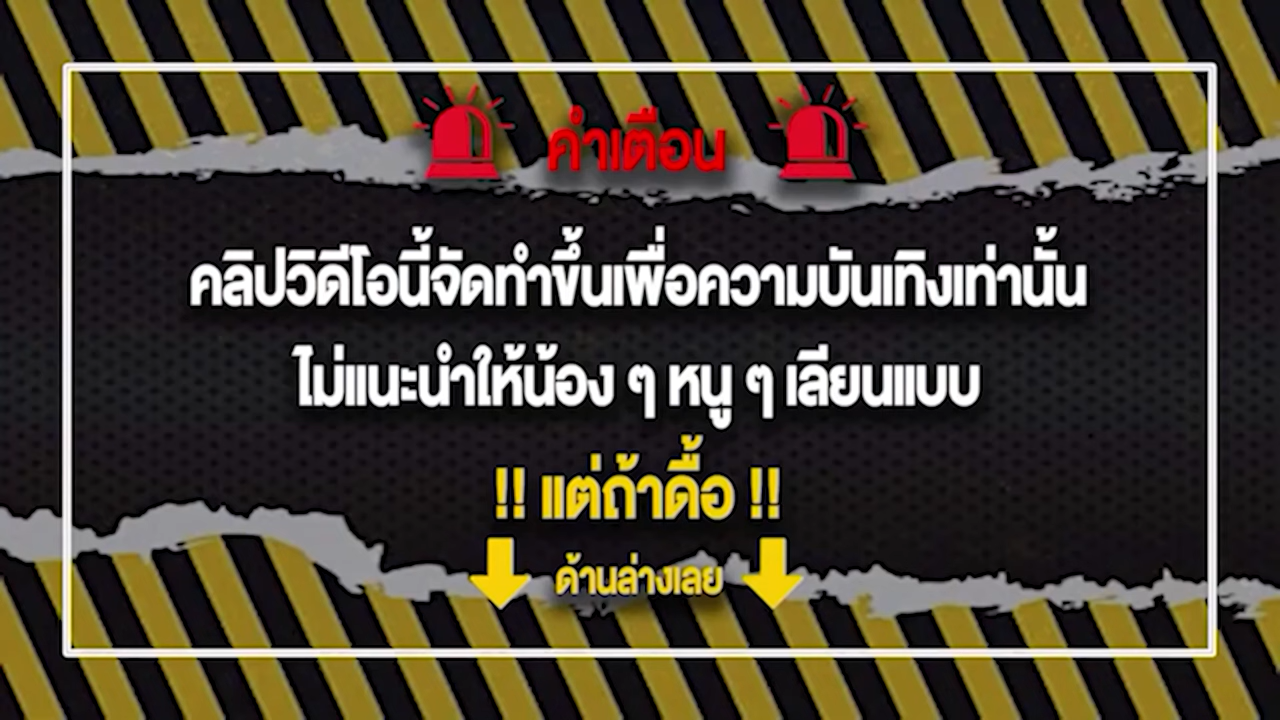 คำเตือน
คลิปวิดีโอนี้จัดทำขึ้นเพื่อความบันเทิงเท่านั้น
ไม่แนะนำให้น้อง ๆ หนู ๆ เลียนแบบ
!! แต่ถ้าดื้อ !!
ด้านล่างเลย